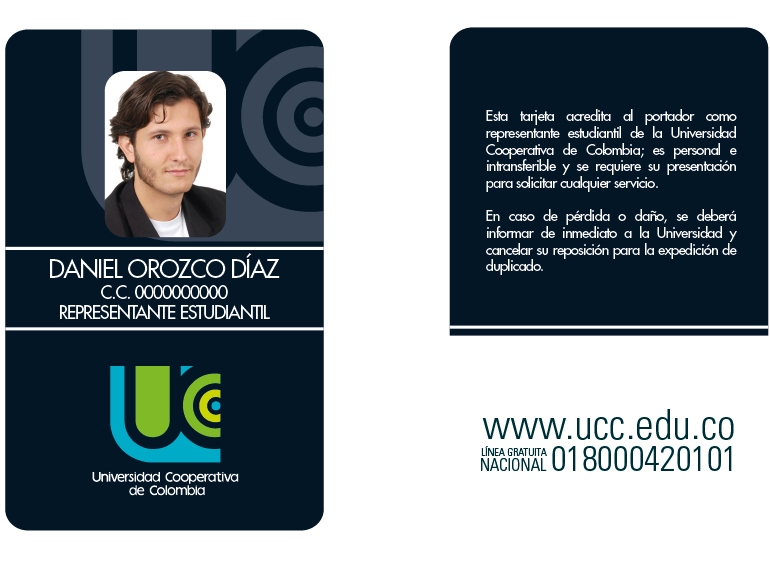 DANIEL OROZCO DÍAZ
C.C. 0000000000
REPRESENTANTE ESTUDIANTIL
Universidad Cooperativa
de Colombia
Esta tarjeta acredita al portador como
representante estudiantil de la Universidad
Cooperativa de Colombia; es personal e
intransferible y se requiere su presentación
para solicitar cualquier servicio.
En caso de pérdida o daño, se deberá
informar de inmediato a la Universidad y
cancelar su reposición para la expedición de
duplicado.
www.ucc.edu.co
LÍNEA GRATUITA
NACIONAL 018000420101